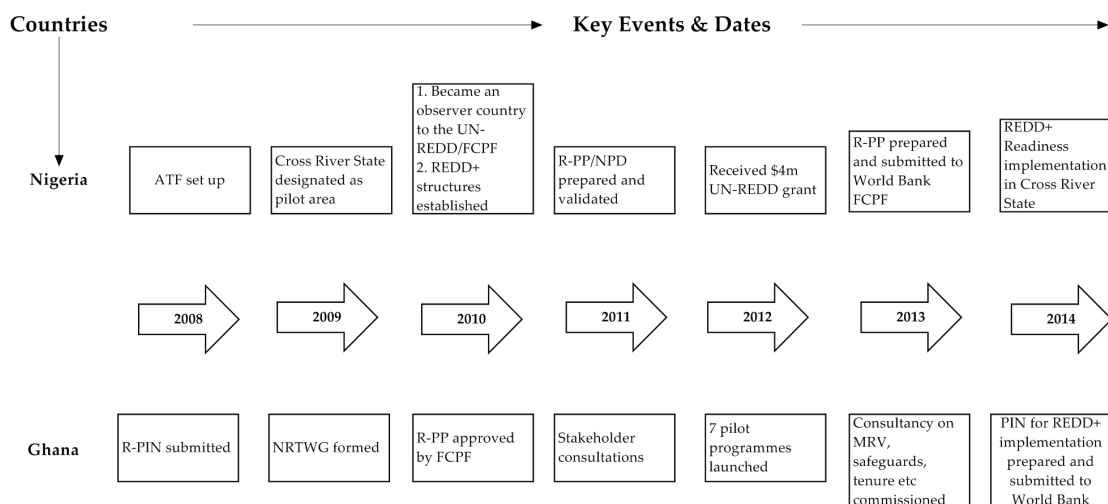 Countries
Key Events & Dates
Nigeria
ATF set up
Cross River State
designated as
pilot area
1. Became an
observer country
to the UN-
REDD/FCPF
2. REDD+
structures
established
R-PP/NPD
prepared and
validated
Received $4m
UN-REDD grant
R-PP prepared
and submitted to
World Bank
FCPF
REDD+
Readiness
implementation
in Cross River
State
2008
2009
2010
2011
2012
2013
2014
Ghana
R-PIN submitted
NRTWG formed
R-PP approved
by FCPF
Stakeholder
consultations
7 pilot
programmes
launched
Consultancy on
MRV,
safeguards,
tenure etc
commissioned
PIN for REDD+
implementation
prepared and
submitted to
World Bank